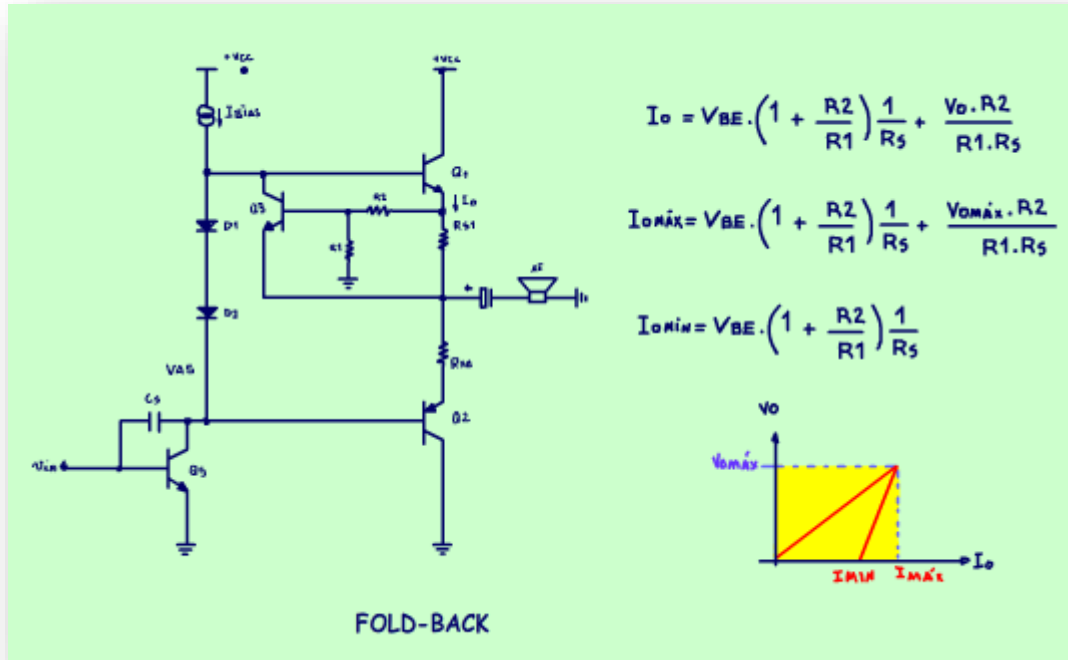 +VCC
+VCC
IBIAS
Q1
Q3
R2
Io
D1
R1
RS1
AF
+
D2
VAS
Cs
Q2
Vin
FOLD-BACK
Io = VBE.(1 + R2/R1) 1/Rs + Vo.R2/R1.Rs
IoMÁX= VBE.(1 + R2/R1) 1/Rs + VoMÁX.R2/R1.Rs
IoMIN= VBE.(1 + R2/R1) 1/Rs
VO
VoMÁX
IMIN
IMÁX
Io